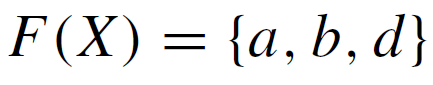 F(X) = {a, b, d}